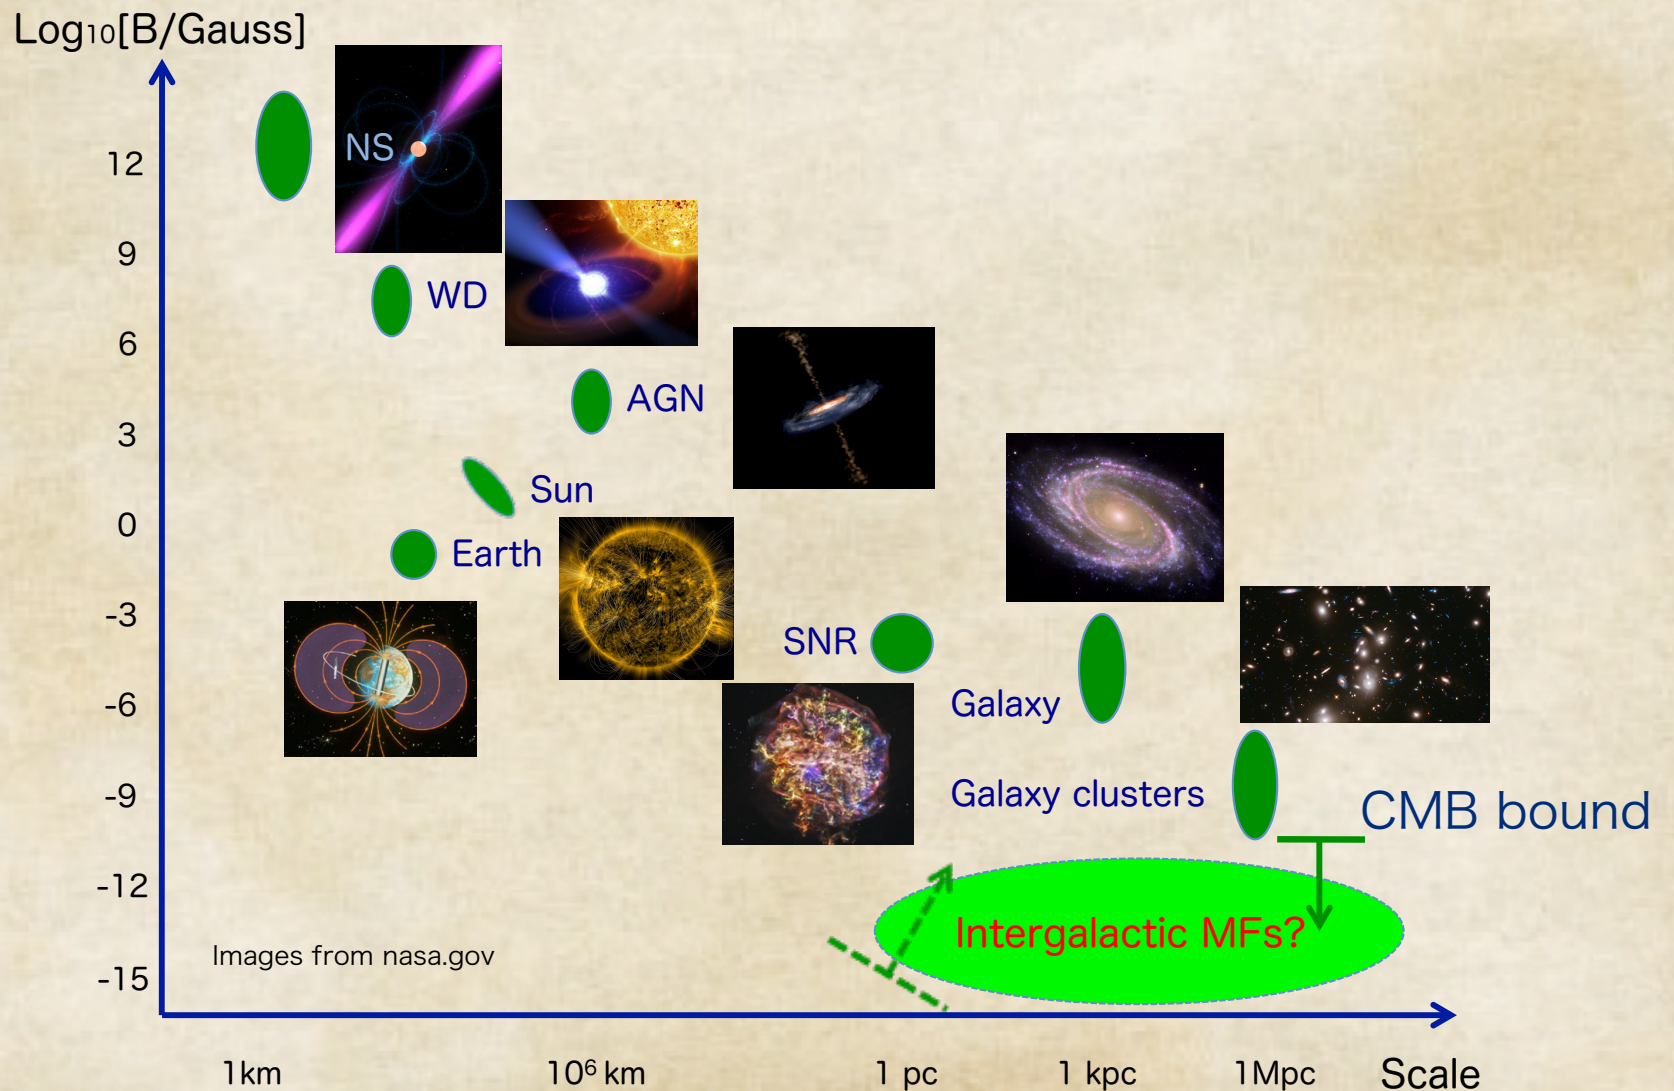 Log10[B/Gauss]
NS
12
9
WD
6
AGN
3
Sun
0
Earth
-3
SNR
-6
Galaxy
-9
Galaxy clusters
CMB bound
-12
Intergalactic MFs?
Images from nasa.gov
-15
1km
10⁶ km
1 pc
1 kpc
1Mpc
Scale